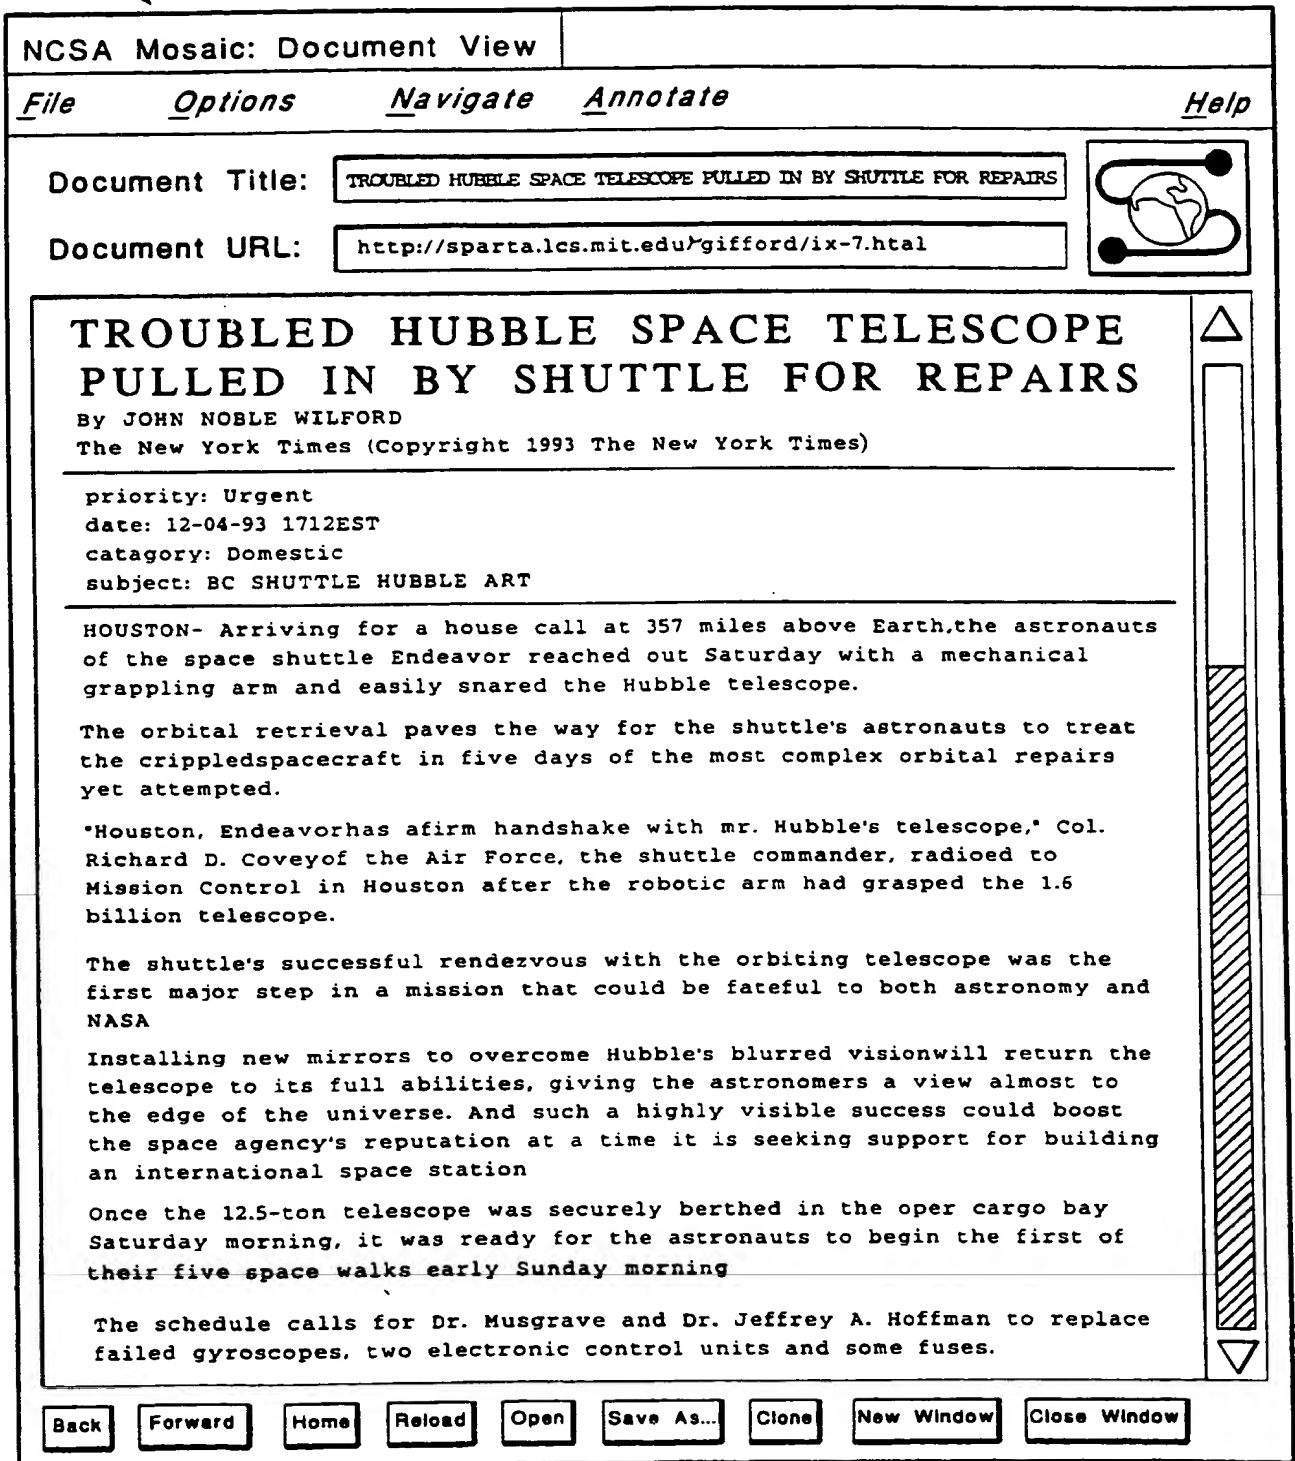 NCSA Mosaic: Document View
File Options Navigate Annotate Help
Document Title: TROUBLED HUBBLE SPACE TELESCOPE PULLED IN BY SHUTTLE FOR REPAIRS
Document URL: http://sparta.lcs.mit.edu/gifford/ix-7.htal
TROUBLED HUBBLE SPACE TELESCOPE
PULLED IN BY SHUTTLE FOR REPAIRS
By JOHN NOBLE WILFORD
The New York Times (Copyright 1993 The New York Times)
priority: Urgent
date: 12-04-93 1712EST
catagory: Domestic
subject: BC SHUTTLE HUBBLE ART
HOUSTON- Arriving for a house call at 357 miles above Earth,the astronauts
of the space shuttle Endeavor reached out Saturday with a mechanical
grappling arm and easily snared the Hubble telescope.
The orbital retrieval paves the way for the shuttle's astronauts to treat
the crippledspacecraft in five days of the most complex orbital repairs
yet attempted.
"Houston, Endeavorhas afirm handshake with mr. Hubble's telescope," Col.
Richard D. Coveyof the Air Force, the shuttle commander, radioed to
Mission Control in Houston after the robotic arm had grasped the 1.6
billion telescope.
The shuttle's successful rendezvous with the orbiting telescope was the
first major step in a mission that could be fateful to both astronomy and
NASA
Installing new mirrors to overcome Hubble's blurred visionwill return the
telescope to its full abilities, giving the astronomers a view almost to
the edge of the universe. And such a highly visible success could boost
the space agency's reputation at a time it is seeking support for building
an international space station
Once the 12.5-ton telescope was securely berthed in the oper cargo bay
Saturday morning, it was ready for the astronauts to begin the first of
their five space walks early Sunday morning
The schedule calls for Dr. Musgrave and Dr. Jeffrey A. Hoffman to replace
failed gyroscopes, two electronic control units and some fuses.
Back Forward Home Reload Open Save As... Clone New Window Close Window